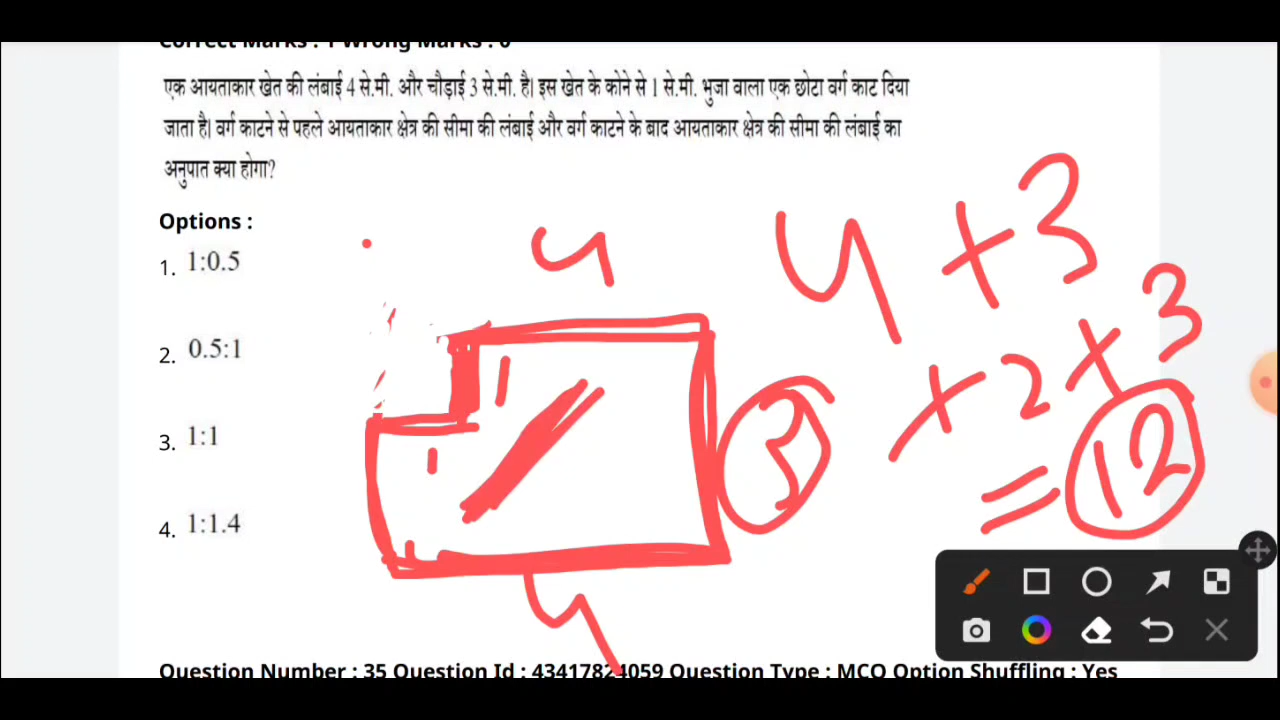 Correct Marks : 1 Wrong Marks : 0
एक आयताकार खेत की लंबाई 4 से.मी. और चौड़ाई 3 से.मी. है। इस खेत के कोने से 1 से.मी. भुजा वाला एक छोटा वर्ग काट दिया
जाता है। वर्ग काटने से पहले आयताकार क्षेत्र की सीमा की लंबाई और वर्ग काटने के बाद आयताकार क्षेत्र की सीमा की लंबाई का
अनुपात क्या होगा?
Options :
1. 1:0.5
2. 0.5:1
3. 1:1
4. 1:1.4
4
4 + 3
+ 2 + 3
= 12
1
1
3
4
Question Number : 35 Question Id : 43417824059 Question Type : MCQ Option Shuffling : Yes